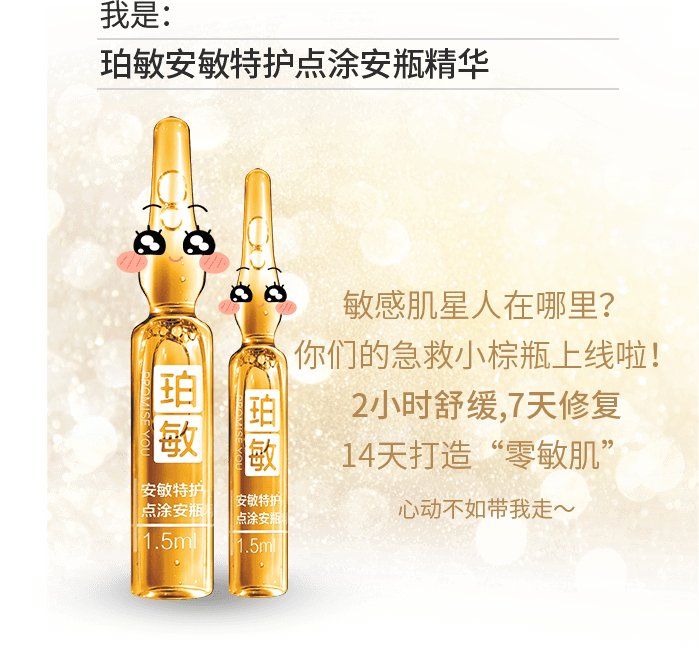 我是：
珀敏安敏特护点涂安瓶精华
敏感肌星人在哪里？
你们的急救小棕瓶上线啦！
2小时舒缓,7天修复
14天打造“零敏肌”
心动不如带我走～
PROMISE YOU
珀敏
安敏特护
点涂安瓶
1.5ml
PROMISE YOU
珀敏
安敏特护
点涂安瓶
1.5ml